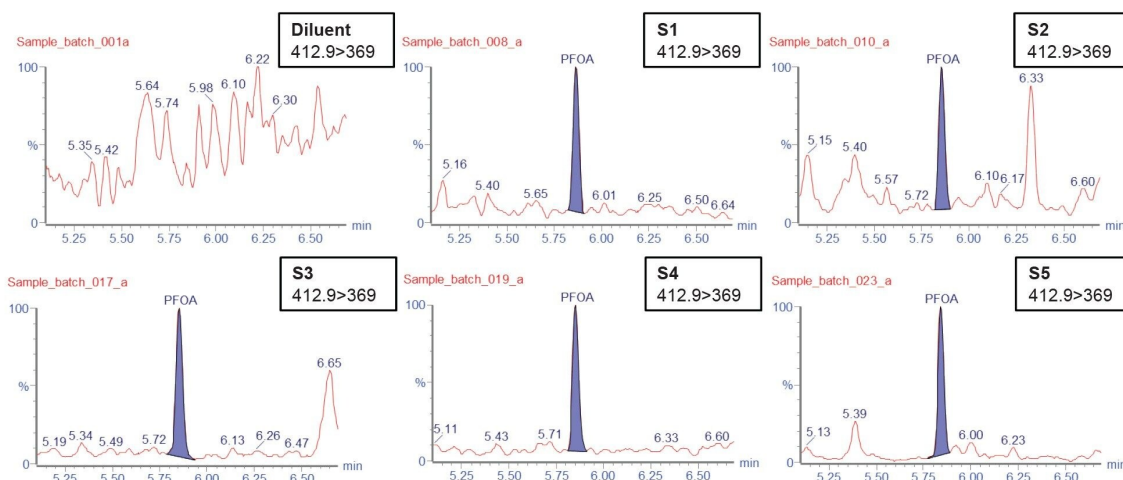 Diluent
412.9>369
Sample_batch_001a
100
%
0
5.35
5.42
5.64
5.74
5.98
6.10
6.22
6.30
5.25 5.50 5.75 6.00 6.25 6.50
min
S1
412.9>369
Sample_batch_008_a
PFOA
100
%
0
5.16
5.40
5.65
6.01
6.25
6.50
6.64
5.25 5.50 5.75 6.00 6.25 6.50
min
S2
412.9>369
Sample_batch_010_a
PFOA
100
%
0
5.15
5.40
5.57
5.72
6.10
6.17
6.33
6.60
5.25 5.50 5.75 6.00 6.25 6.50
min
S3
412.9>369
Sample_batch_017_a
PFOA
100
%
0
5.19
5.34
5.49
5.72
6.13
6.26
6.47
6.65
5.25 5.50 5.75 6.00 6.25 6.50
min
S4
412.9>369
Sample_batch_019_a
PFOA
100
%
0
5.11
5.43
5.71
6.33
6.60
5.25 5.50 5.75 6.00 6.25 6.50
min
S5
412.9>369
Sample_batch_023_a
PFOA
100
%
0
5.13
5.39
6.00
6.23
5.25 5.50 5.75 6.00 6.25 6.50
min